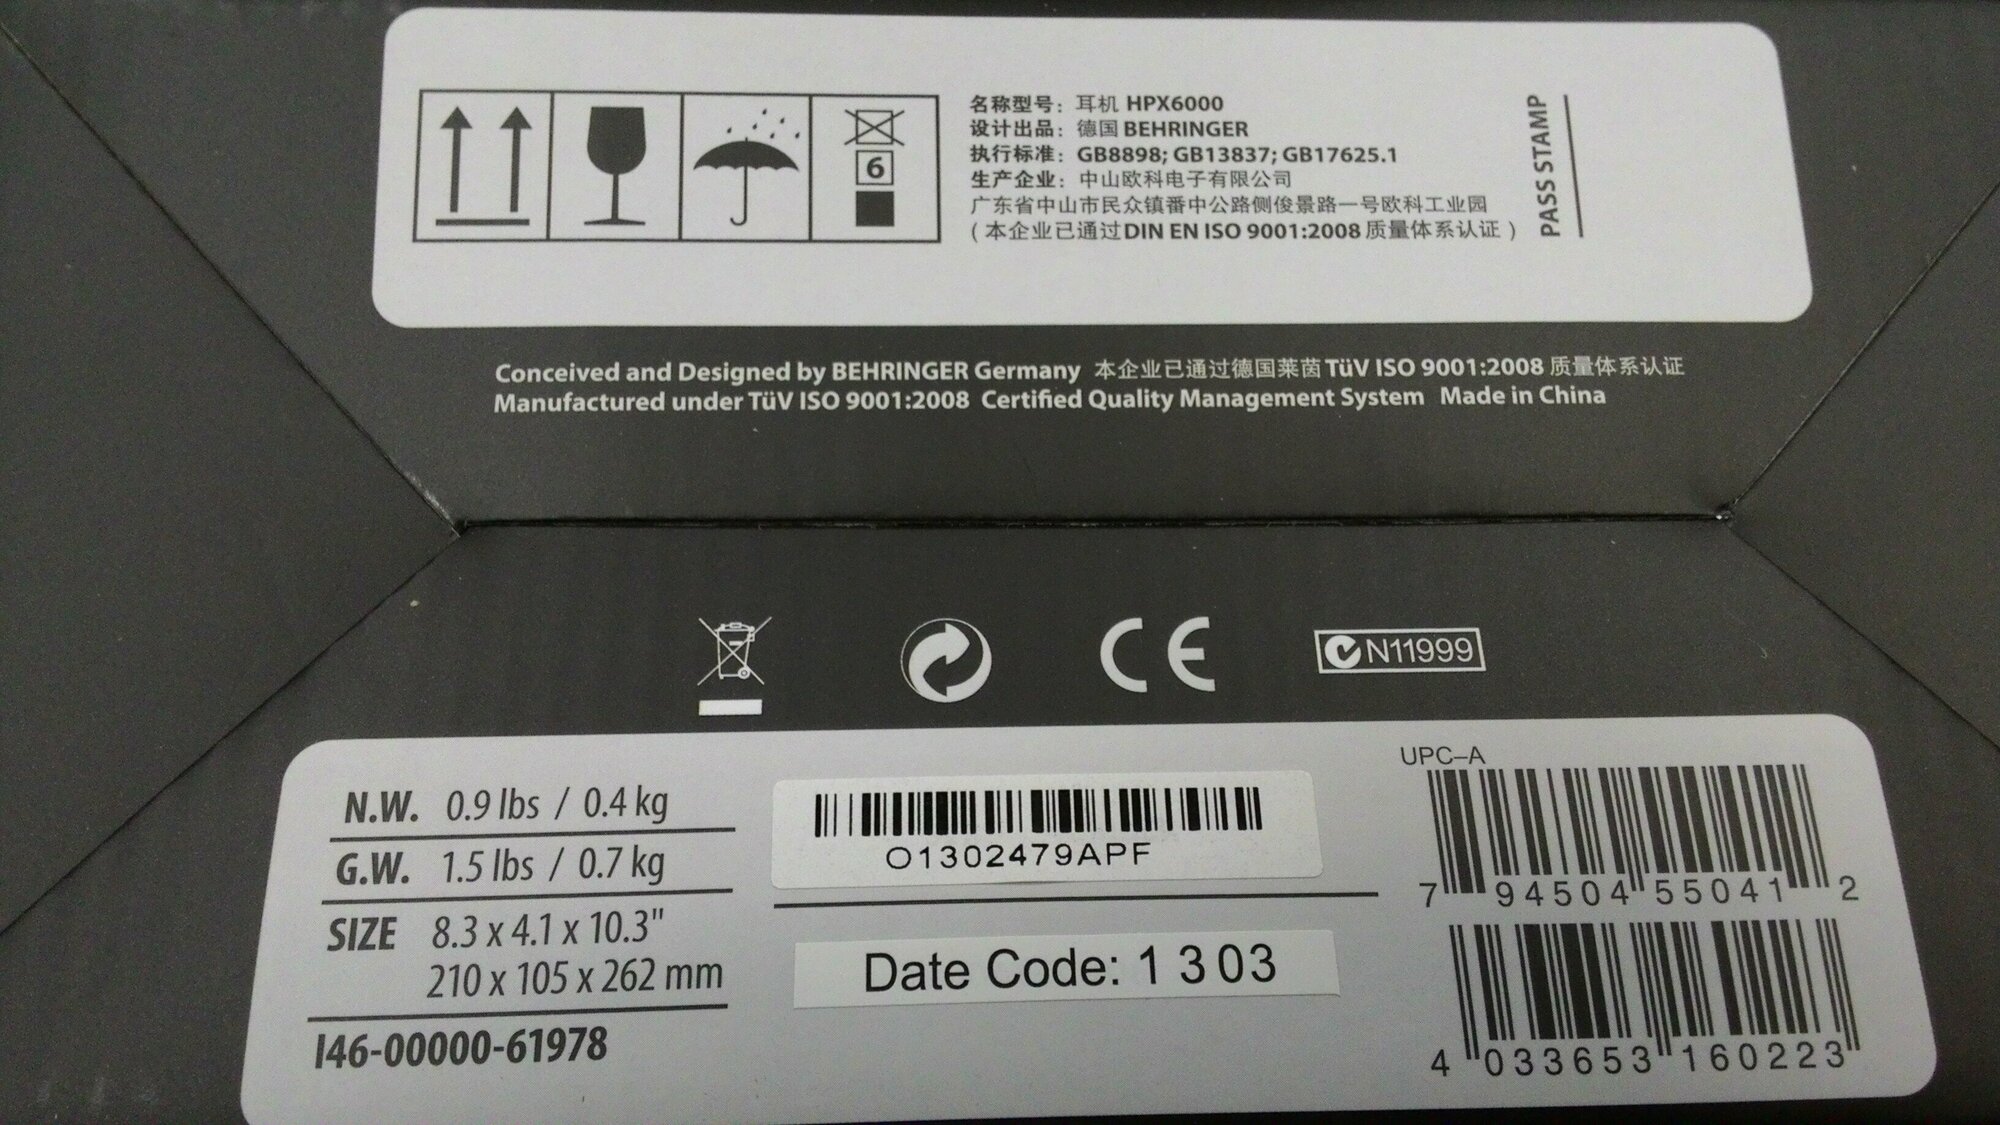 6
名称型号：耳机 HPX6000
设计出品：德国 BEHRINGER
执行标准：GB8898; GB13837; GB17625.1
生产企业：中山欧科电子有限公司
广东省中山市民众镇番中公路侧俊景路一号欧科工业园
(本企业已通过DIN EN ISO 9001:2008 质量体系认证)
PASS STAMP
Conceived and Designed by BEHRINGER Germany 本企业已通过德国莱茵TüV ISO 9001:2008 质量体系认证
Manufactured under TüV ISO 9001:2008 Certified Quality Management System Made in China
CE
N11999
N.W. 0.9 lbs / 0.4 kg
G.W. 1.5 lbs / 0.7 kg
SIZE 8.3 x 4.1 x 10.3"
210 x 105 x 262 mm
I46-00000-61978
O1302479APF
Date Code: 1303
UPC-A
7 94504 55041 2
4 033653 160223